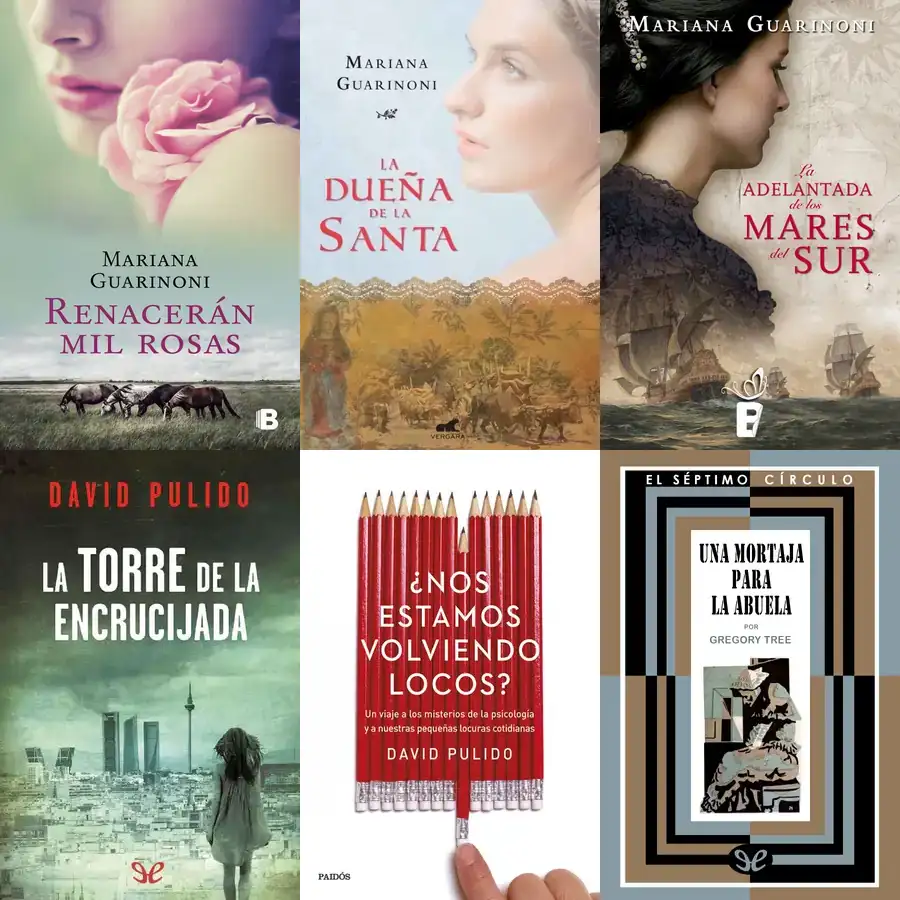 MARIANA
GUARINONI
RENACERÁN
MIL ROSAS
B
MARIANA
GUARINONI
LA
DUEÑA
DE LA
SANTA
VERGARA
MARIANA GUARINONI
La
ADELANTADA
de los
MARES
del SUR
B
DAVID PULIDO
LA TORRE DE LA
ENCRUCIJADA
¿NOS
ESTAMOS
VOLVIENDO
LOCOS?
Un viaje a los misterios de la psicología
y a nuestras pequeñas locuras cotidianas
DAVID PULIDO
PAIDÓS
EL SÉPTIMO CÍRCULO
UNA MORTAJA
PARA
LA ABUELA
POR
GREGORY TREE